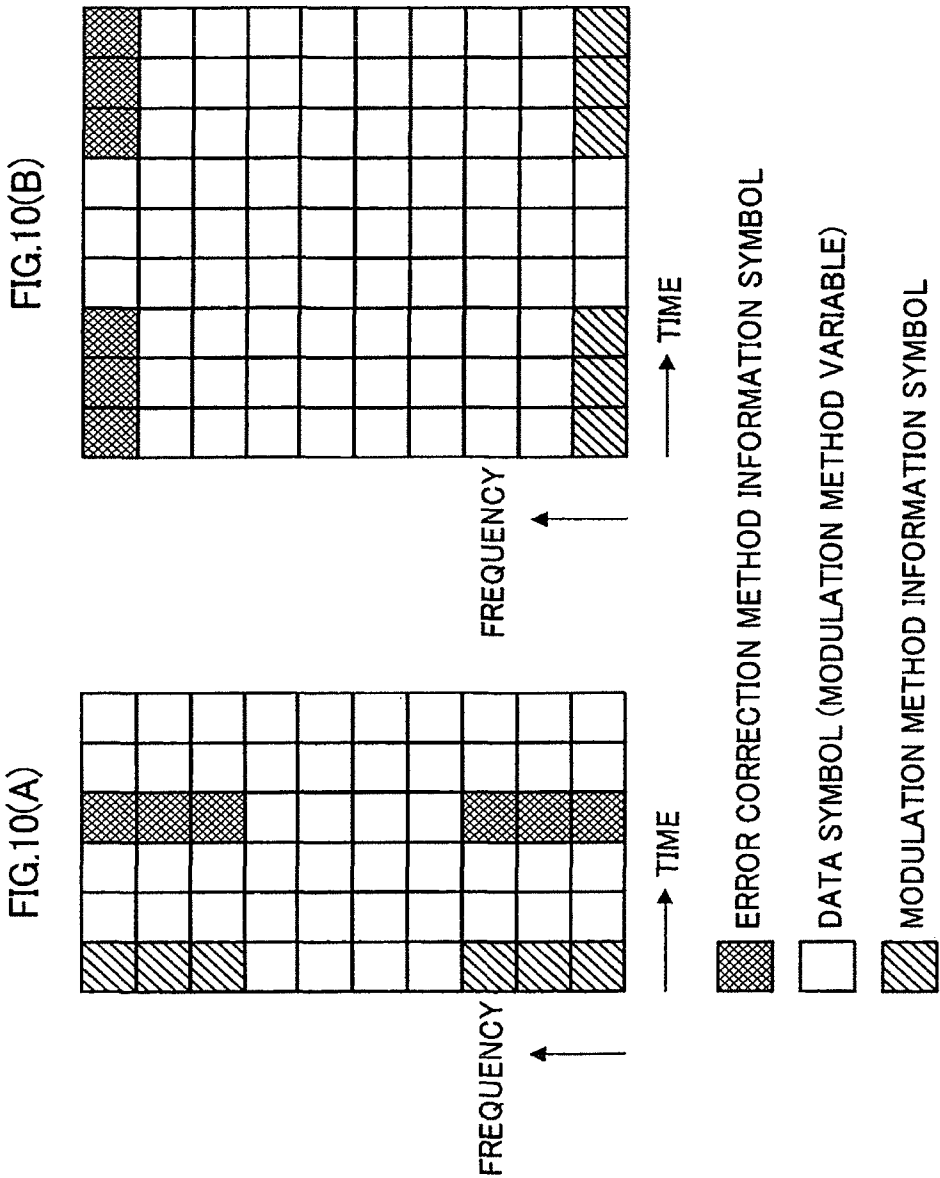 FIG.10(A)
FREQUENCY
TIME
FIG.10(B)
FREQUENCY
TIME
ERROR CORRECTION METHOD INFORMATION SYMBOL
DATA SYMBOL (MODULATION METHOD VARIABLE)
MODULATION METHOD INFORMATION SYMBOL